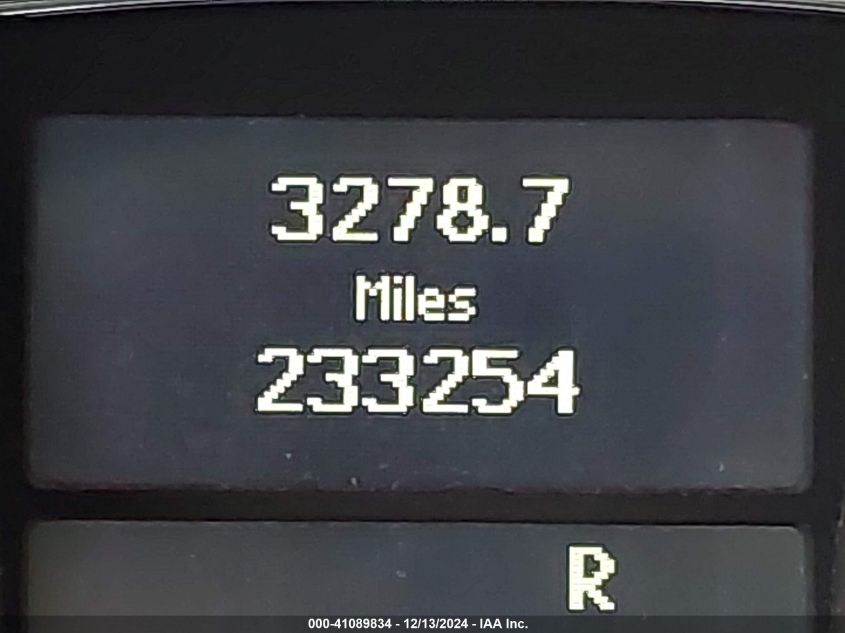 3278.7
Miles
233254
R
000-41089834 - 12/13/2024 - IAA Inc.